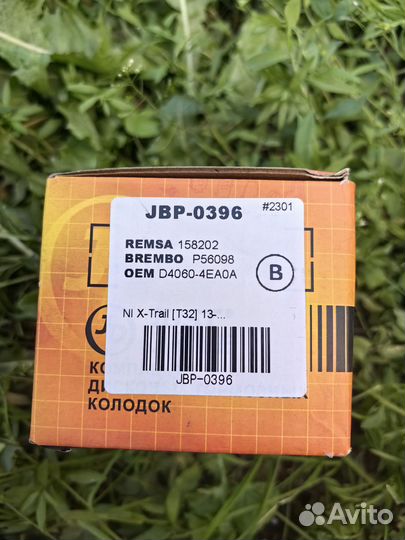 JBP-0396 #2301
REMSA 158202
BREMBO P56098
OEM D4060-4EA0A
B
NI X-Trail [T32] 13-...
JBP-0396
КОЛОДОК
Avito